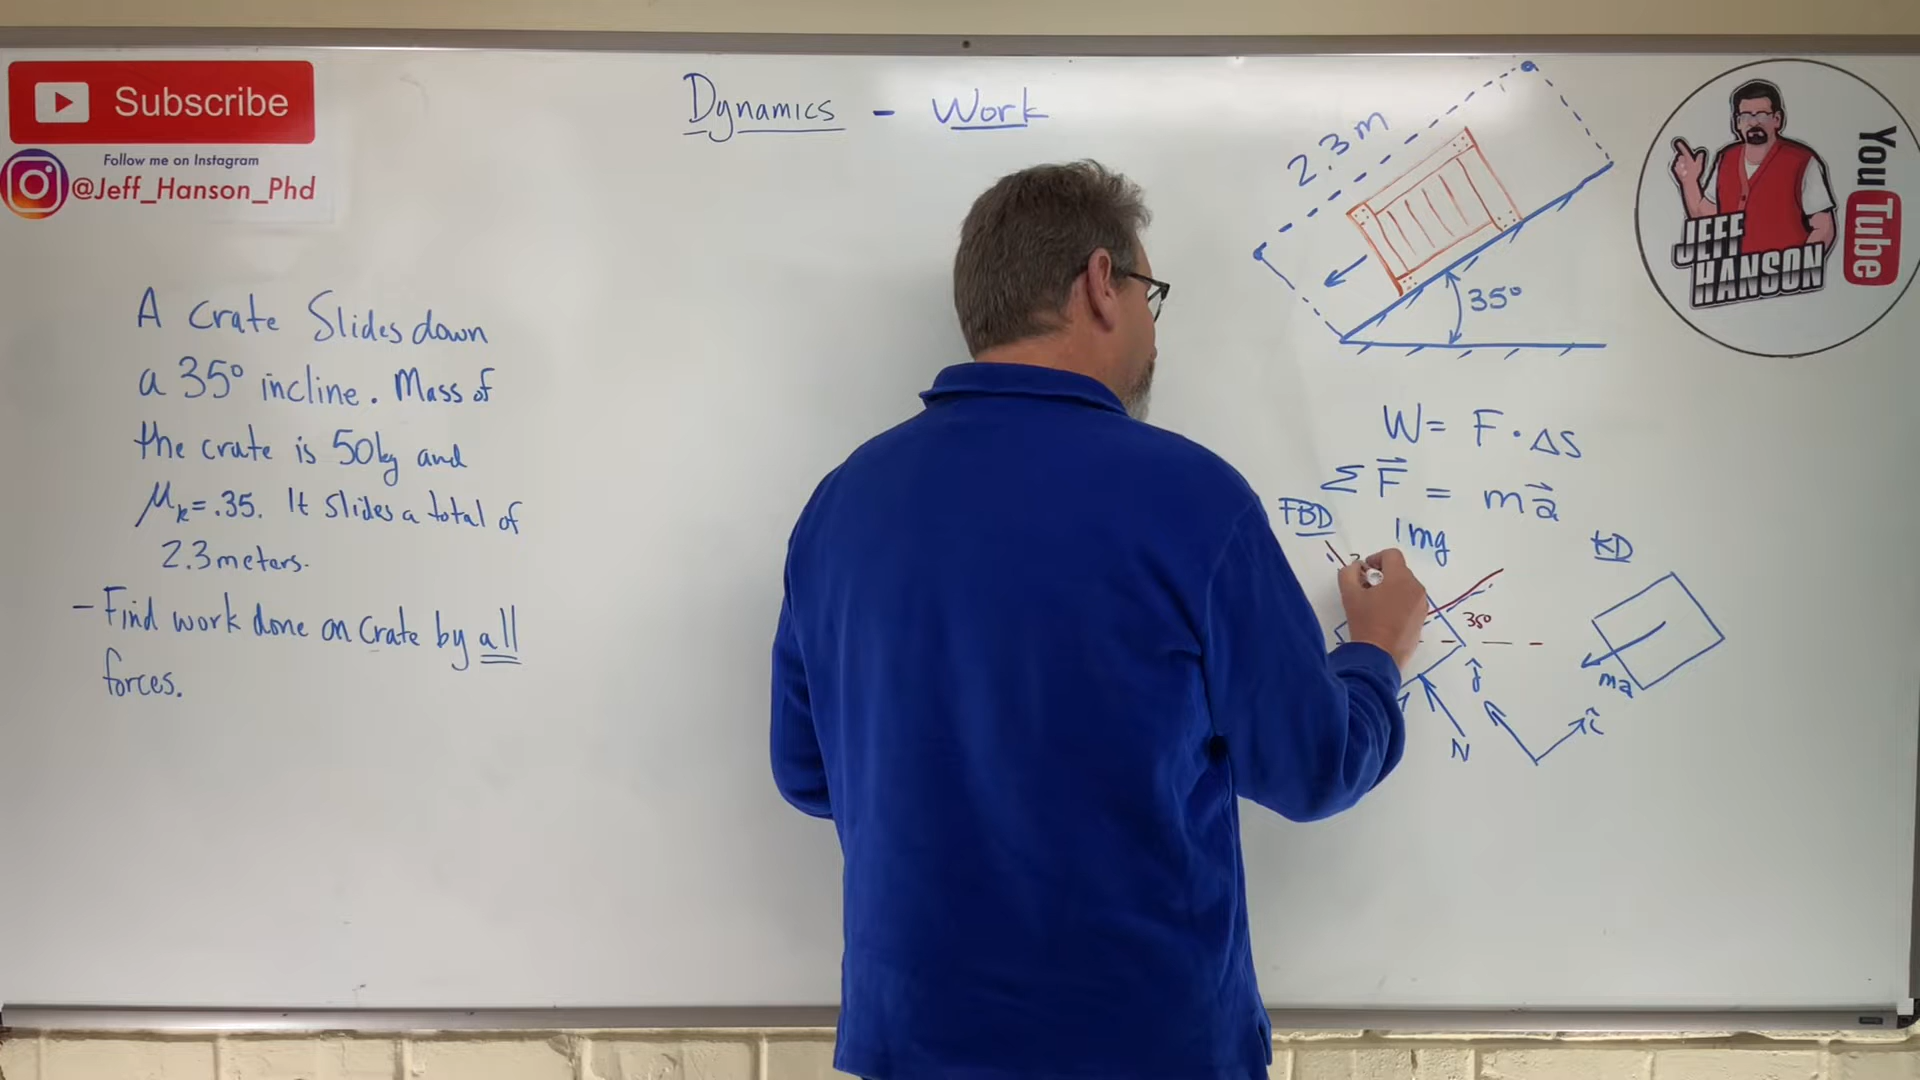 Subscribe
Follow me on Instagram
@Jeff_Hanson_Phd
Dynamics - Work
A crate Slides down
a 35° incline. Mass of
the crate is 50kg and
μk=.35. It slides a total of
2.3 meters.
- Find work done on crate by all
forces.
2.3m
35°
W= F·ΔS
ΣF⃗ = ma⃗
FBD
mg
35°
N
ĵ
î
KD
ma
JEFF
HANSON
YouTube